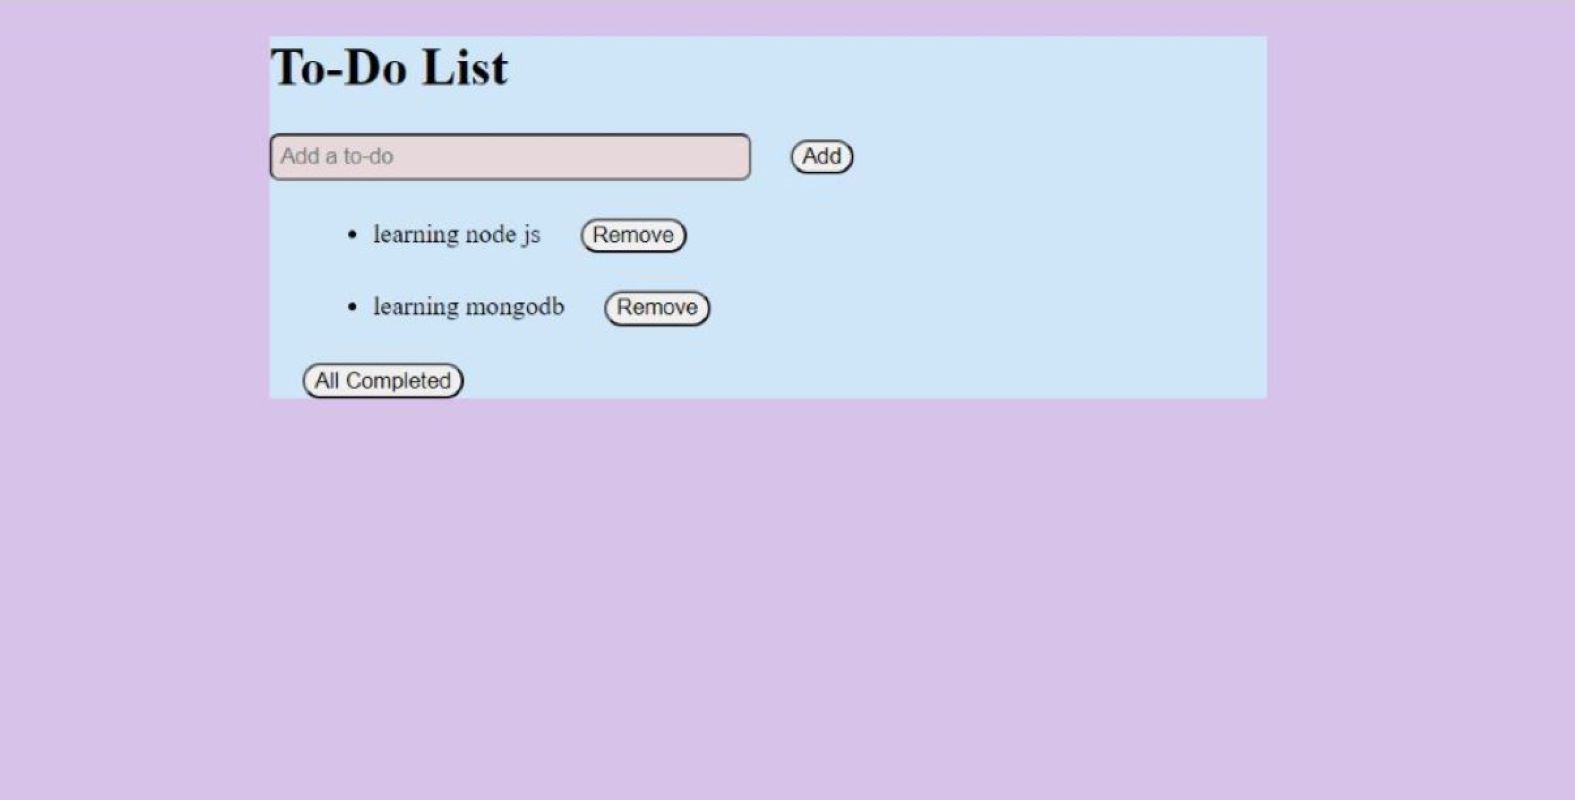 To-Do List
Add a to-do Add
• learning node js Remove
• learning mongodb Remove
All Completed